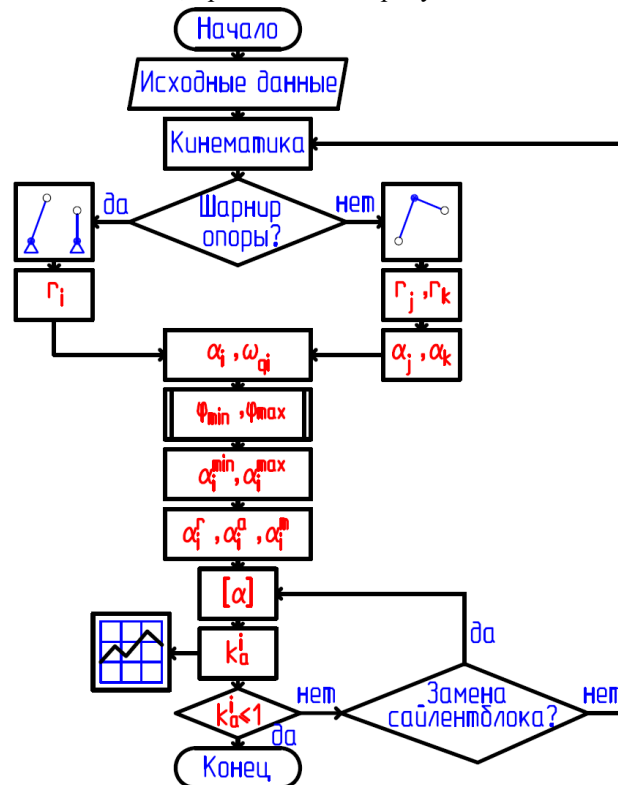 Начало
Исходные данные
Кинематика
да
Шарнир
опоры?
нет
r_i
r_j , r_k
α_i , ω_qi
α_j , α_k
φ_min , φ_max
α_i^min , α_i^max
α_i^r , α_i^a , α_i^m
[α]
k_a^i
да
k_a^i ≤ 1
нет
Замена
сайлентблока?
нет
да
Конец